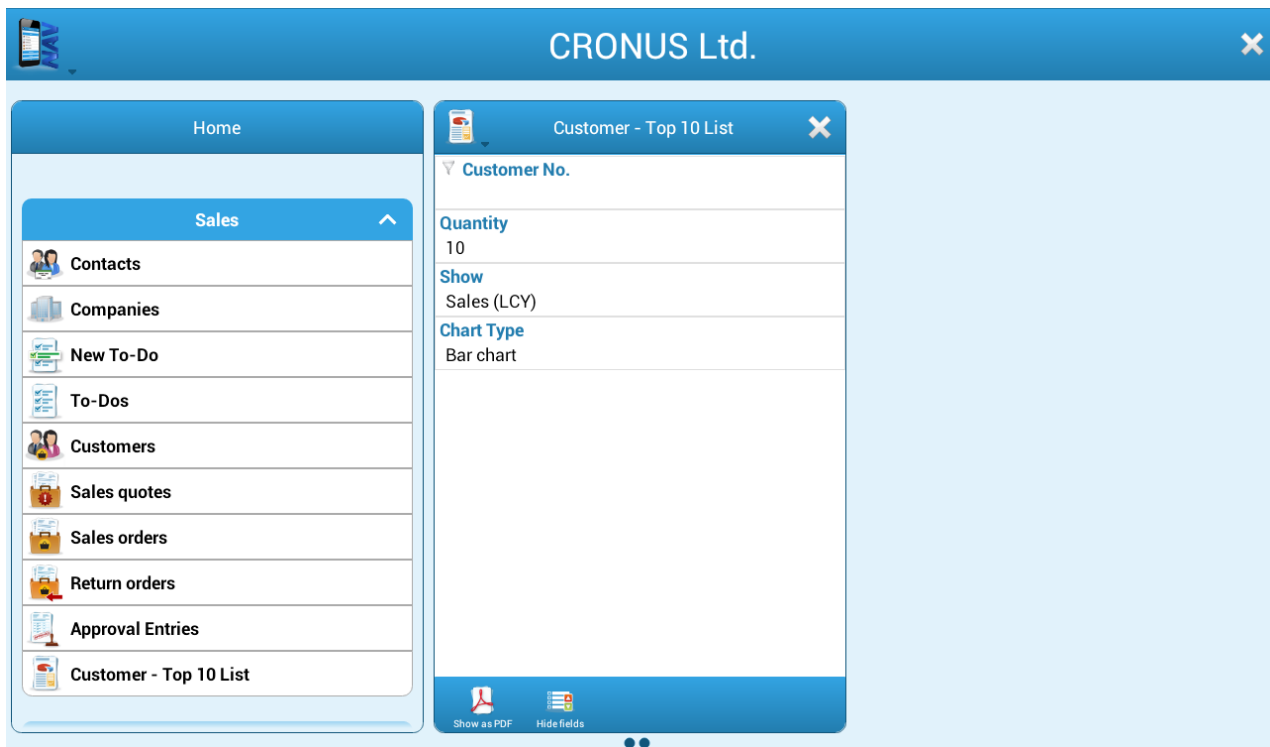 CRONUS Ltd.
Home
Sales
Contacts
Companies
New To-Do
To-Dos
Customers
Sales quotes
Sales orders
Return orders
Approval Entries
Customer - Top 10 List
Customer - Top 10 List
Customer No.
Quantity
10
Show
Sales (LCY)
Chart Type
Bar chart
Show as PDF
Hide fields